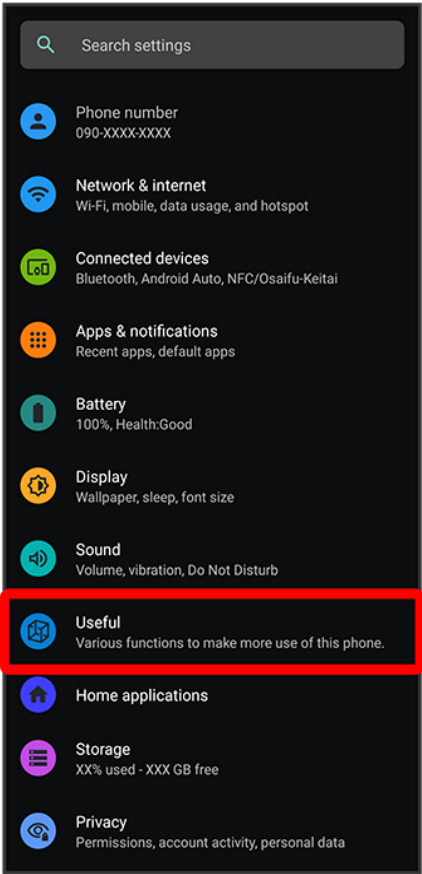 Search settings
Phone number
090-XXXX-XXXX
Network & internet
Wi-Fi, mobile, data usage, and hotspot
Connected devices
Bluetooth, Android Auto, NFC/Osaifu-Keitai
Apps & notifications
Recent apps, default apps
Battery
100%, Health:Good
Display
Wallpaper, sleep, font size
Sound
Volume, vibration, Do Not Disturb
Useful
Various functions to make more use of this phone.
Home applications
Storage
XX% used - XXX GB free
Privacy
Permissions, account activity, personal data